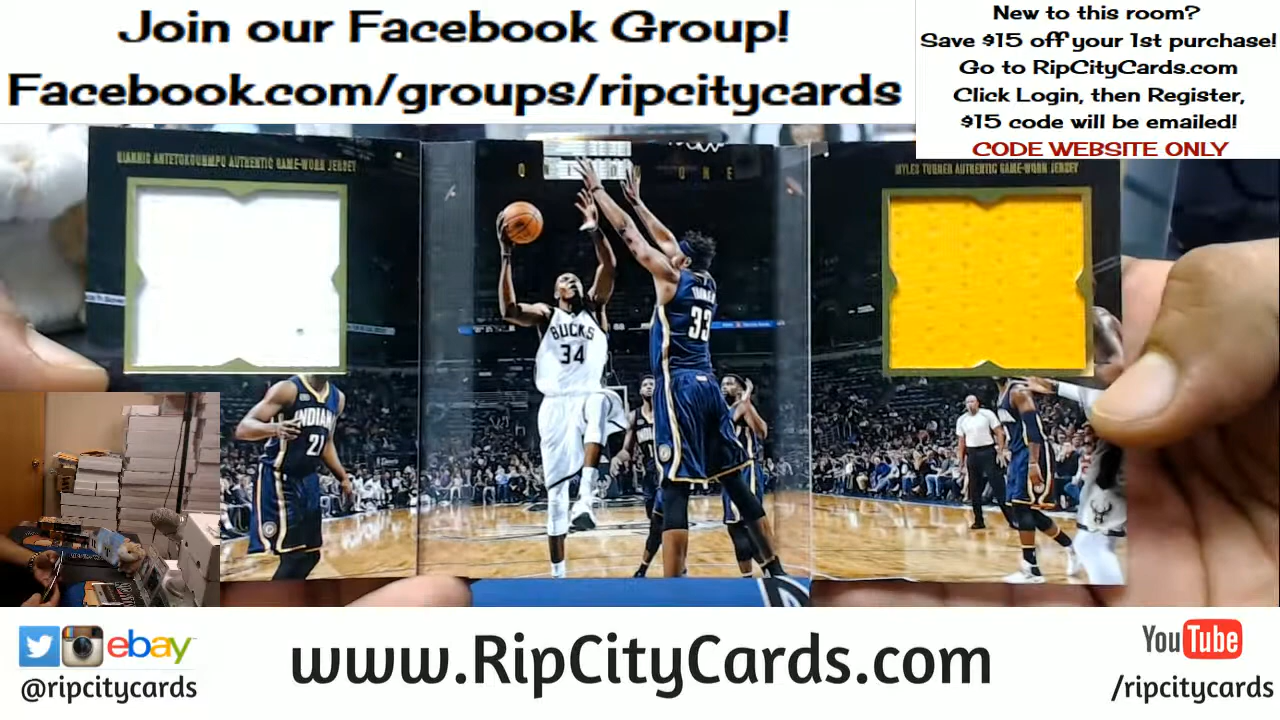 Join our Facebook Group!
Facebook.com/groups/ripcitycards
New to this room?
Save $15 off your 1st purchase!
Go to RipCityCards.com
Click Login, then Register,
$15 code will be emailed!
CODE WEBSITE ONLY
GIANNIS ANTETOKOUNMPO AUTHENTIC GAME-WORN JERSEY
MYLES TURNER AUTHENTIC GAME-WORN JERSEY
O N E
BUCKS
34
TURNER
33
INDIANA
21
ebay
@ripcitycards
www.RipCityCards.com
YouTube
/ripcitycards